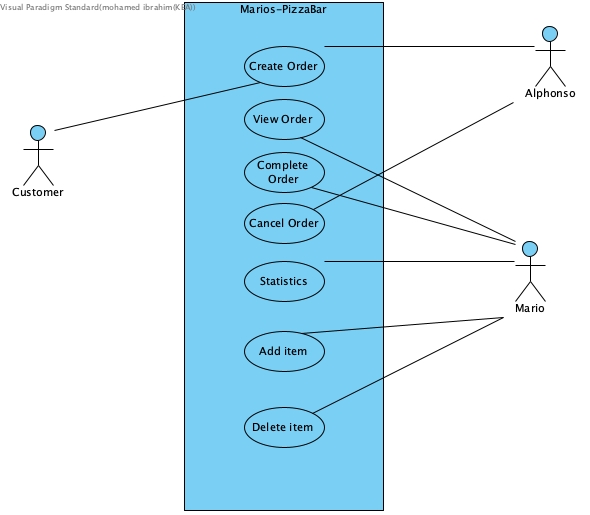 Visual Paradigm Standard(mohamed ibrahim(KEA))
Marios-PizzaBar
Create Order
Alphonso
View Order
Customer
Complete
Order
Cancel Order
Statistics
Mario
Add item
Delete item